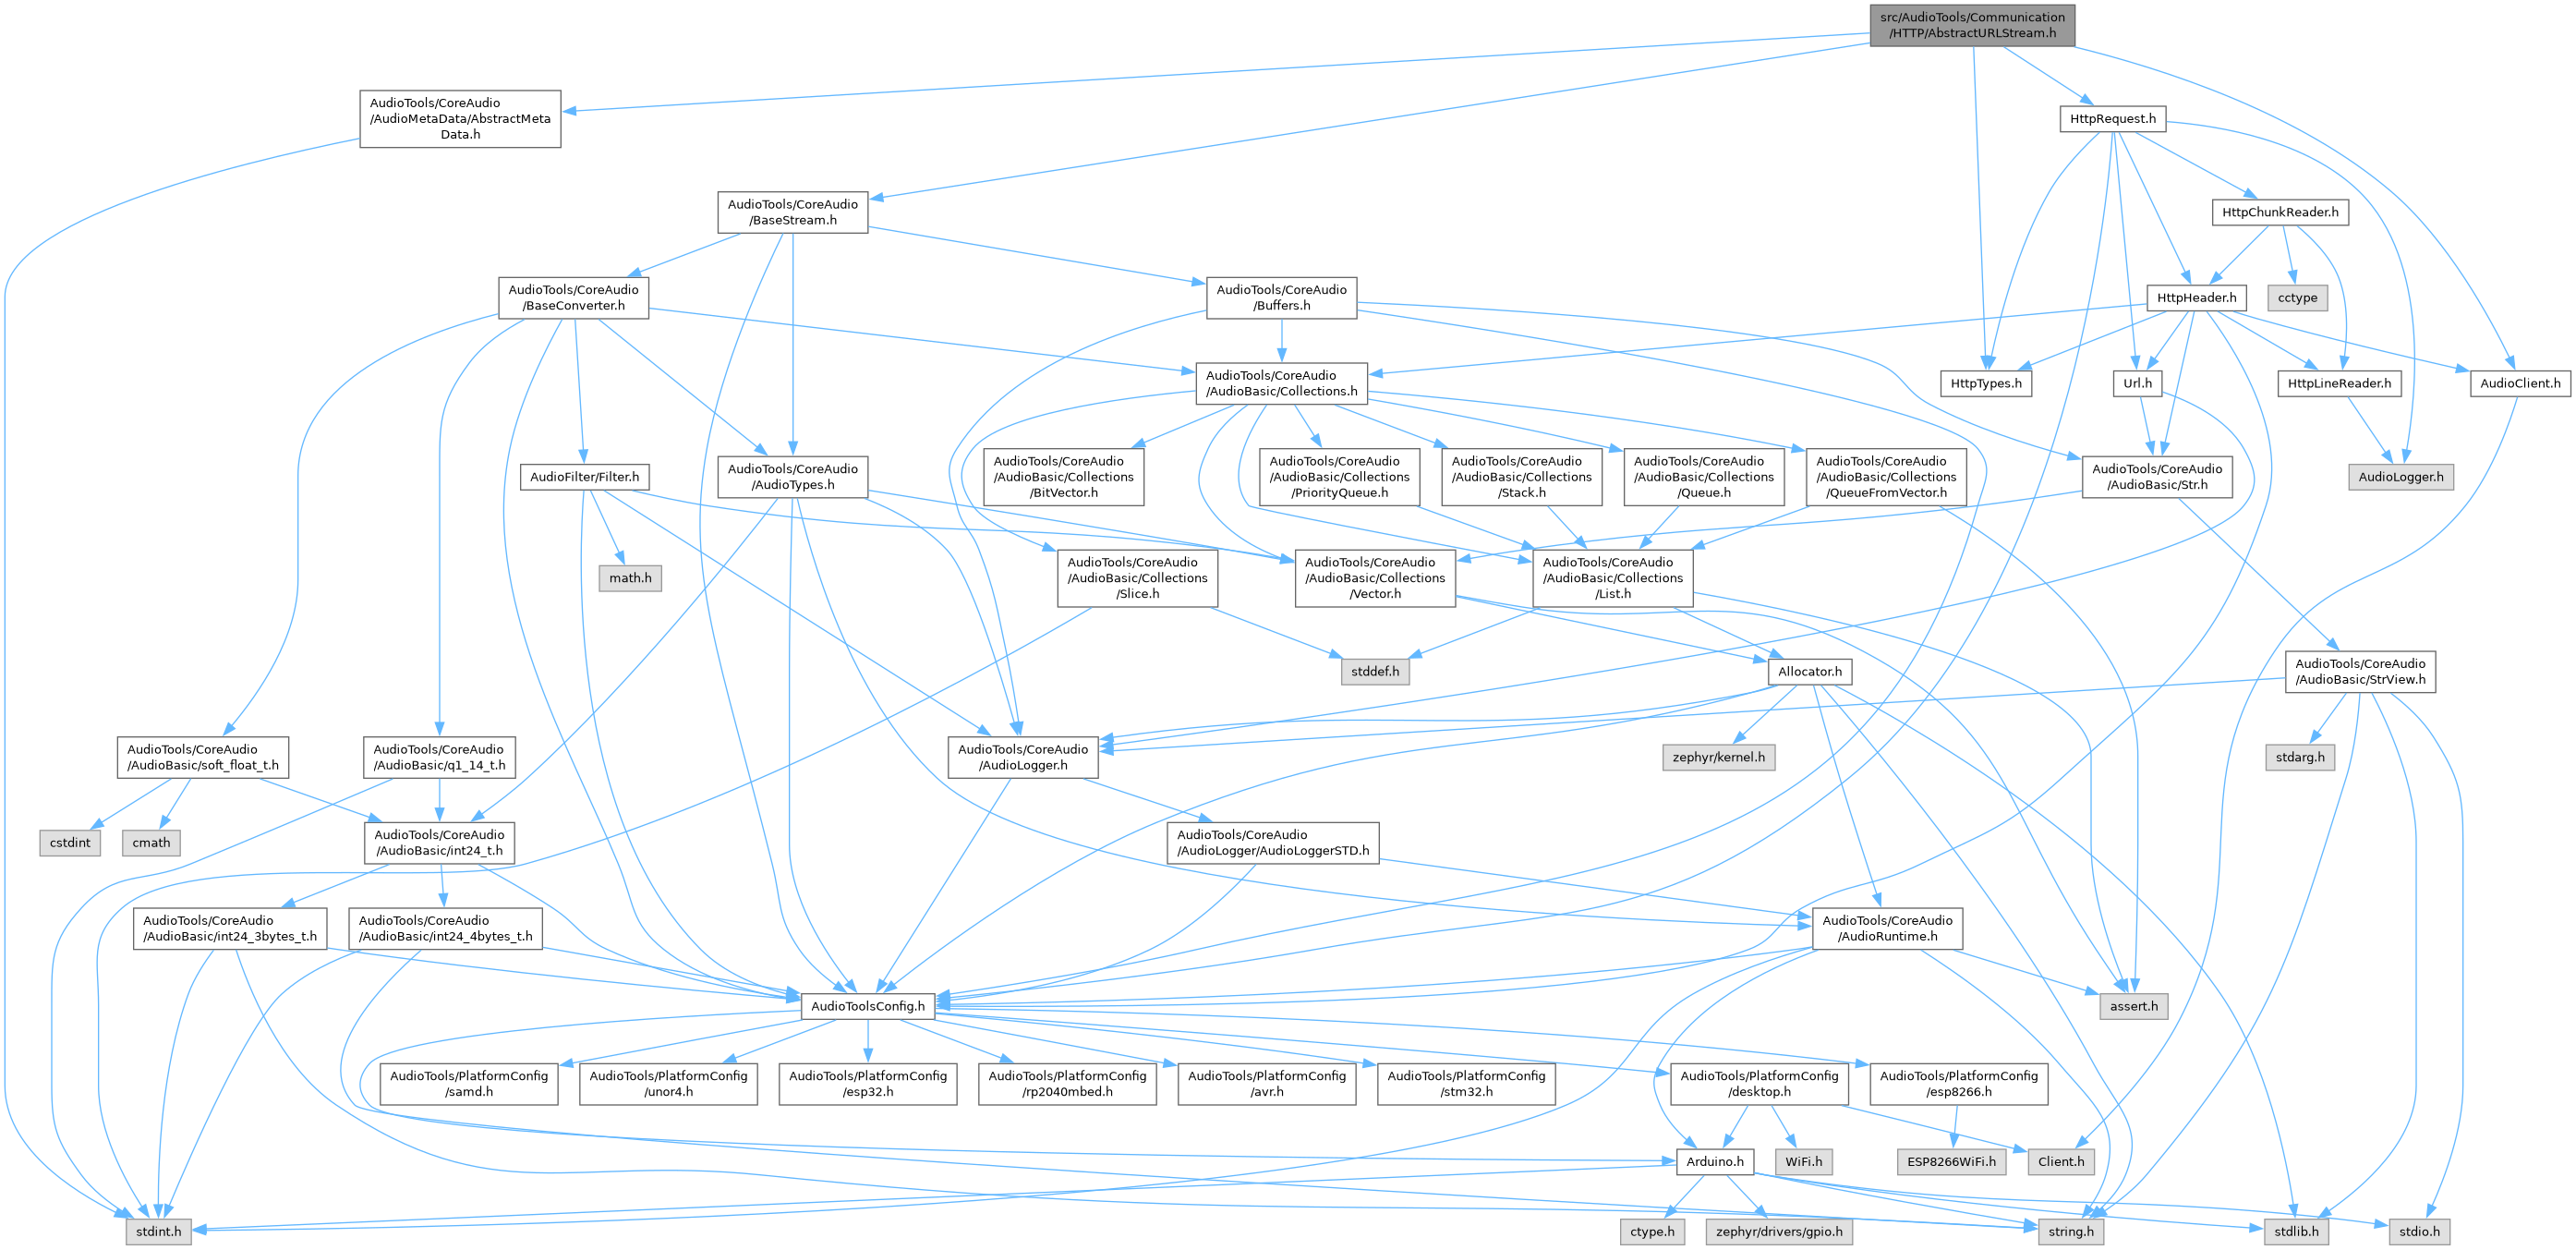 src/AudioTools/Communication
/HTTP/AbstractURLStream.h
AudioTools/CoreAudio
/AudioMetaData/AbstractMeta
Data.h
HttpRequest.h
AudioTools/CoreAudio
/BaseStream.h
HttpChunkReader.h
AudioTools/CoreAudio
/BaseConverter.h
AudioTools/CoreAudio
/Buffers.h
HttpHeader.h
cctype
AudioTools/CoreAudio
/AudioBasic/Collections.h
HttpTypes.h
Url.h
HttpLineReader.h
AudioClient.h
AudioFilter/Filter.h
AudioTools/CoreAudio
/AudioTypes.h
AudioTools/CoreAudio
/AudioBasic/Collections
/BitVector.h
AudioTools/CoreAudio
/AudioBasic/Collections
/PriorityQueue.h
AudioTools/CoreAudio
/AudioBasic/Collections
/Stack.h
AudioTools/CoreAudio
/AudioBasic/Collections
/Queue.h
AudioTools/CoreAudio
/AudioBasic/Collections
/QueueFromVector.h
AudioTools/CoreAudio
/AudioBasic/Str.h
AudioLogger.h
math.h
AudioTools/CoreAudio
/AudioBasic/Collections
/Slice.h
AudioTools/CoreAudio
/AudioBasic/Collections
/Vector.h
AudioTools/CoreAudio
/AudioBasic/Collections
/List.h
stddef.h
Allocator.h
AudioTools/CoreAudio
/AudioBasic/StrView.h
AudioTools/CoreAudio
/AudioBasic/soft_float_t.h
AudioTools/CoreAudio
/AudioBasic/q1_14_t.h
AudioTools/CoreAudio
/AudioLogger.h
zephyr/kernel.h
stdarg.h
cstdint
cmath
AudioTools/CoreAudio
/AudioBasic/int24_t.h
AudioTools/CoreAudio
/AudioLogger/AudioLoggerSTD.h
AudioTools/CoreAudio
/AudioBasic/int24_3bytes_t.h
AudioTools/CoreAudio
/AudioBasic/int24_4bytes_t.h
AudioTools/CoreAudio
/AudioRuntime.h
AudioToolsConfig.h
assert.h
AudioTools/PlatformConfig
/samd.h
AudioTools/PlatformConfig
/unor4.h
AudioTools/PlatformConfig
/esp32.h
AudioTools/PlatformConfig
/rp2040mbed.h
AudioTools/PlatformConfig
/avr.h
AudioTools/PlatformConfig
/stm32.h
AudioTools/PlatformConfig
/desktop.h
AudioTools/PlatformConfig
/esp8266.h
Arduino.h
WiFi.h
ESP8266WiFi.h
Client.h
stdint.h
ctype.h
zephyr/drivers/gpio.h
string.h
stdlib.h
stdio.h